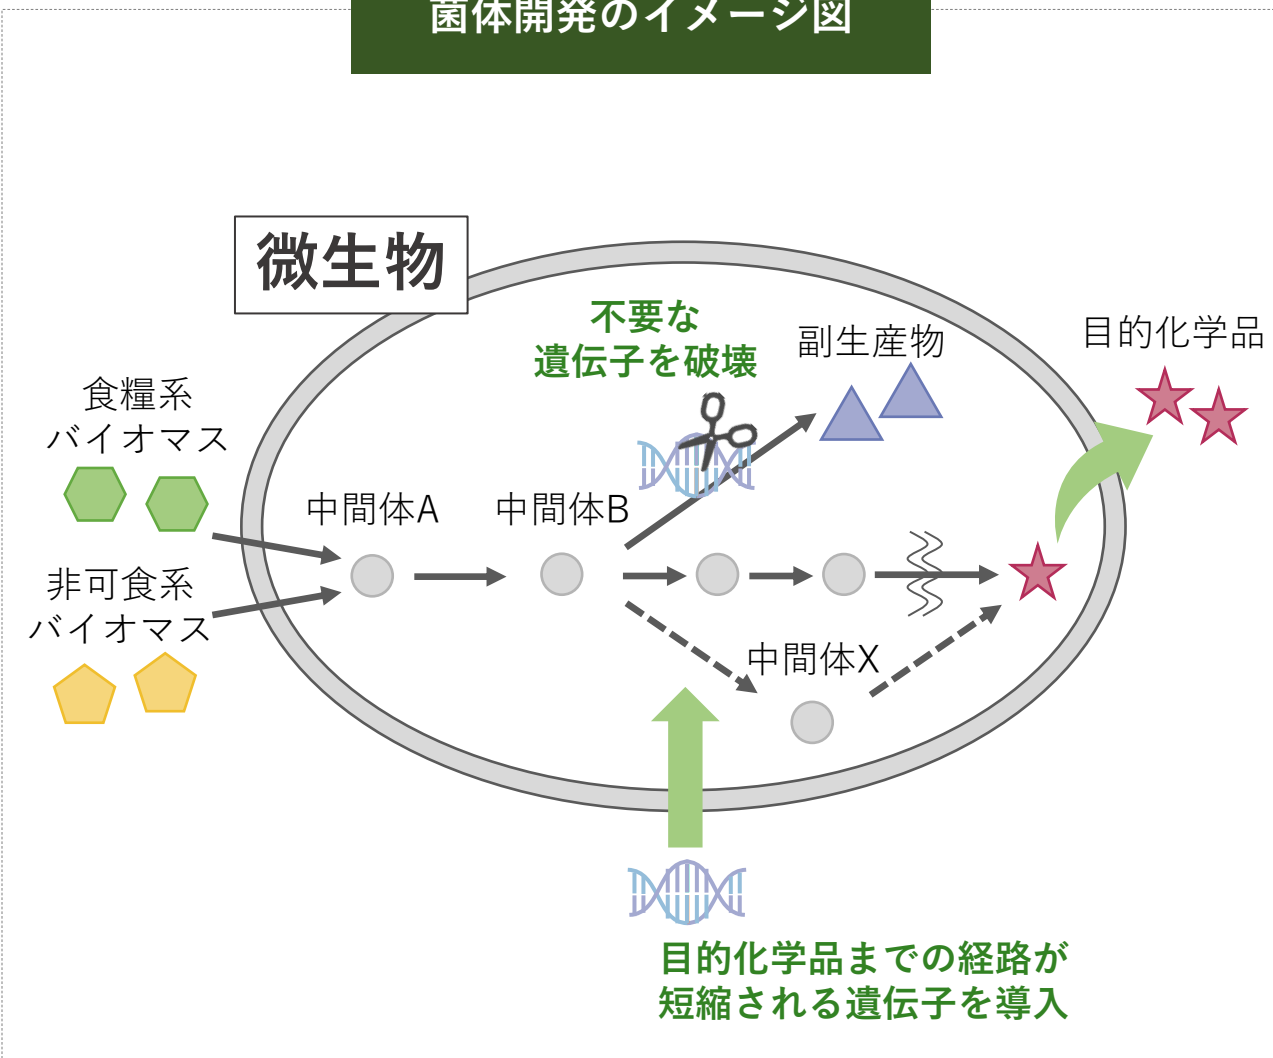 菌体開発のイメージ図
微生物
不要な
遺伝子を破壊
副生産物
目的化学品
食糧系
バイオマス
中間体A
中間体B
非可食系
バイオマス
中間体X
目的化学品までの経路が
短縮される遺伝子を導入